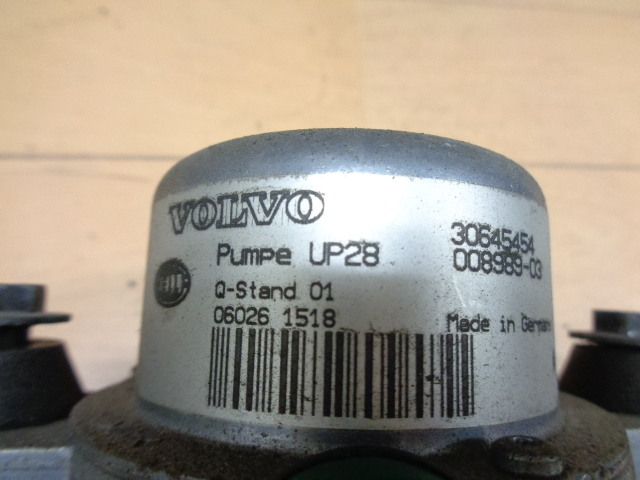 VOLVO
Pumpe UP28
30645454
008989-03
Q-Stand 01
06026 1518
Made in Germany